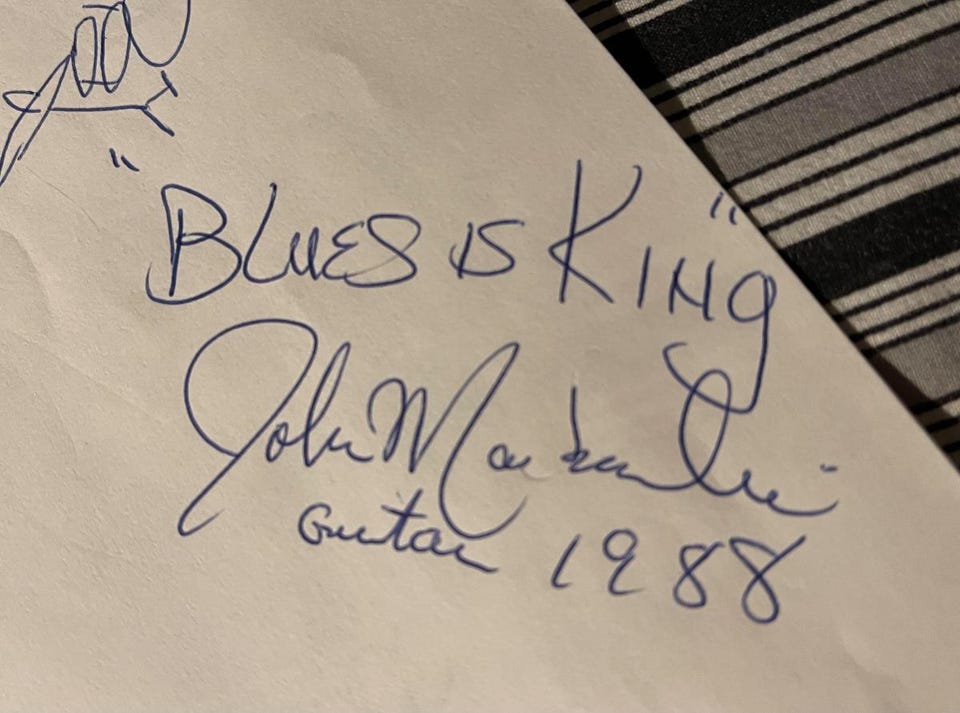 "BLUES IS KING"
John
Guitar 1988